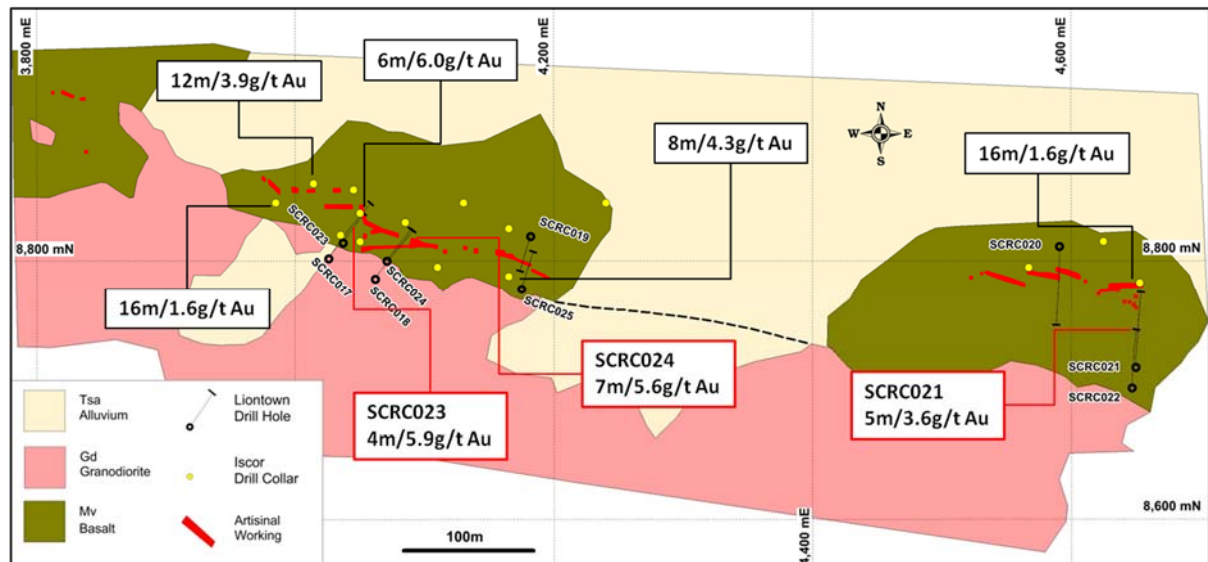 3,800 mE
4,200 mE
4,600 mE
6m/6.0g/t Au
12m/3.9g/t Au
N
W E
S
8m/4.3g/t Au
16m/1.6g/t Au
SCRC023
SCRC019
SCRC020
8,800 mN
8,800 mN
SCRC017
SCRC024
SCRC018
SCRC025
16m/1.6g/t Au
SCRC024
7m/5.6g/t Au
SCRC021
SCRC022
SCRC021
5m/3.6g/t Au
SCRC023
4m/5.9g/t Au
Tsa
Alluvium
Liontown
Drill Hole
Gd
Granodiorite
Iscor
Drill Collar
Mv
Basalt
Artisinal
Working
100m
4,400 mE
8,600 mN